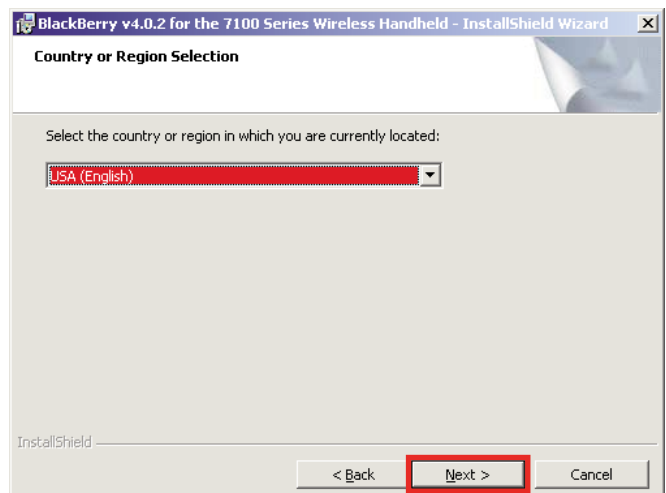 BlackBerry v4.0.2 for the 7100 Series Wireless Handheld - InstallShield Wizard
Country or Region Selection
Select the country or region in which you are currently located:
USA (English)
InstallShield
< Back Next > Cancel